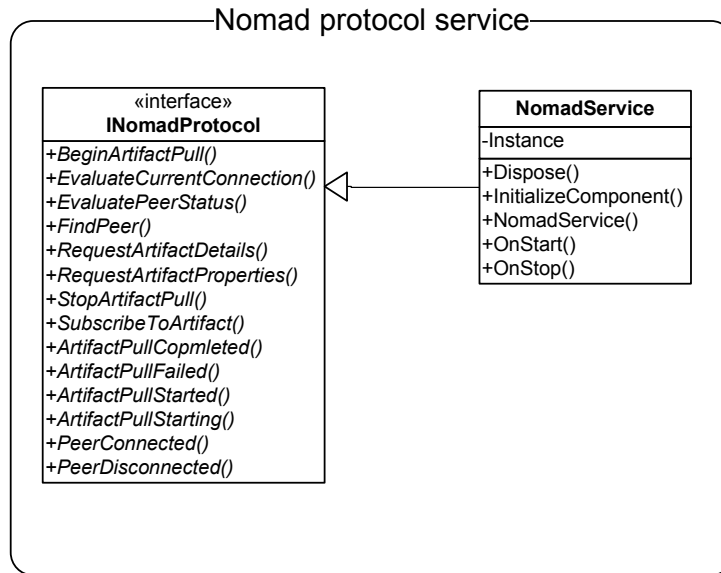 Nomad protocol service
«interface»
INomadProtocol
+BeginArtifactPull()
+EvaluateCurrentConnection()
+EvaluatePeerStatus()
+FindPeer()
+RequestArtifactDetails()
+RequestArtifactProperties()
+StopArtifactPull()
+SubscribeToArtifact()
+ArtifactPullCopmleted()
+ArtifactPullFailed()
+ArtifactPullStarted()
+ArtifactPullStarting()
+PeerConnected()
+PeerDisconnected()
NomadService
-Instance
+Dispose()
+InitializeComponent()
+NomadService()
+OnStart()
+OnStop()